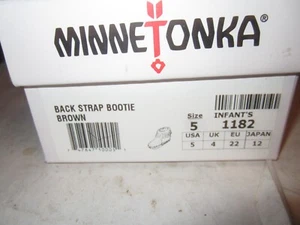 MINNETONKA®
BACK STRAP BOOTIE
BROWN
Size INFANT'S
5 1182
USA UK EU JAPAN
5 4 22 12